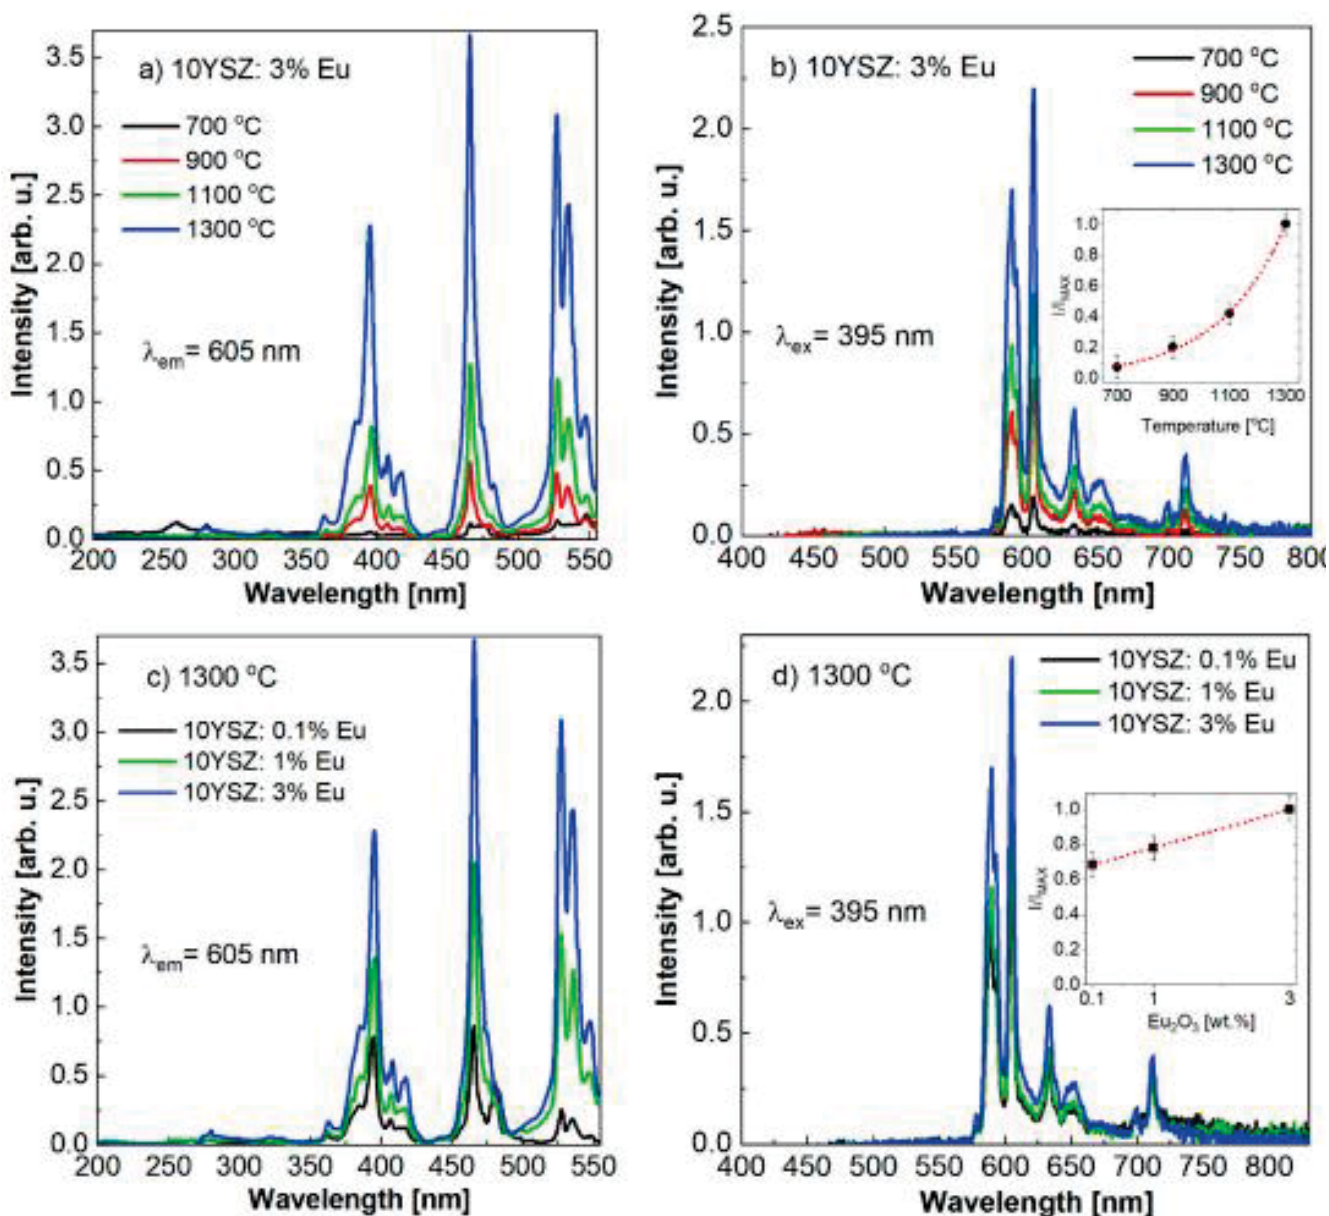 a) 10YSZ: 3% Eu
700 °C
900 °C
1100 °C
1300 °C
λem= 605 nm
Intensity [arb. u.]
3.5
3.0
2.5
2.0
1.5
1.0
0.5
0.0
200 250 300 350 400 450 500 550
Wavelength [nm]
b) 10YSZ: 3% Eu
700 °C
900 °C
1100 °C
1300 °C
λex= 395 nm
Intensity [arb. u.]
2.5
2.0
1.5
1.0
0.5
0.0
400 450 500 550 600 650 700 750 800
Wavelength [nm]
I/IMAX
1.0
0.8
0.6
0.4
0.2
0.0
700 900 1100 1300
Temperature [°C]
c) 1300 °C
10YSZ: 0.1% Eu
10YSZ: 1% Eu
10YSZ: 3% Eu
λem= 605 nm
Intensity [arb. u.]
3.5
3.0
2.5
2.0
1.5
1.0
0.5
0.0
200 250 300 350 400 450 500 550
Wavelength [nm]
d) 1300 °C
10YSZ: 0.1% Eu
10YSZ: 1% Eu
10YSZ: 3% Eu
λex= 395 nm
Intensity [arb. u.]
2.0
1.5
1.0
0.5
0.0
400 450 500 550 600 650 700 750 800
Wavelength [nm]
I/IMAX
1.0
0.8
0.6
0.4
0.2
0.0
0.1 1 3
Eu₂O₃ [wt.%]